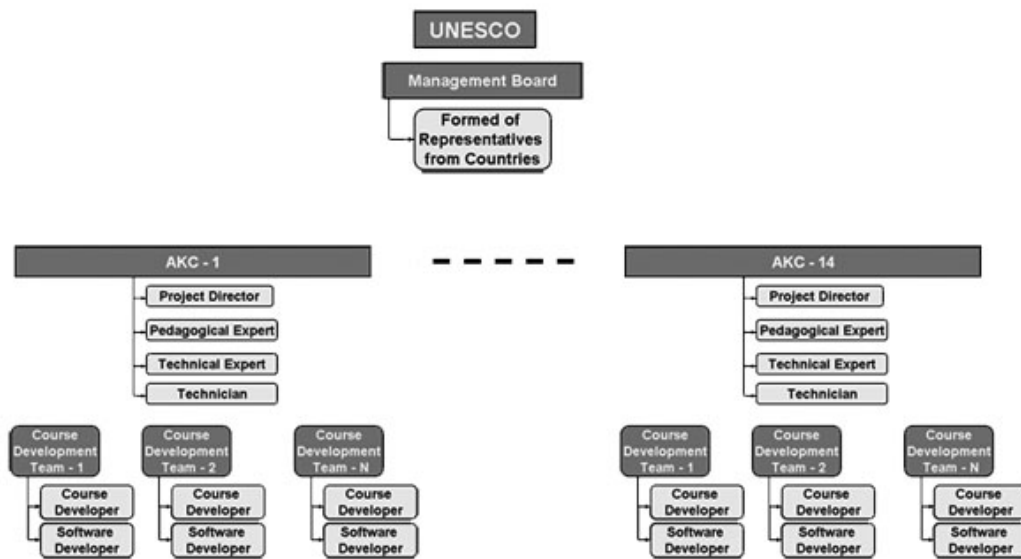 UNESCO
Management Board
Formed of
Representatives
from Countries
AKC - 1
Project Director
Pedagogical Expert
Technical Expert
Technician
Course
Development
Team - 1
Course
Developer
Software
Developer
Course
Development
Team - 2
Course
Developer
Software
Developer
Course
Development
Team - N
Course
Developer
Software
Developer
AKC - 14
Project Director
Pedagogical Expert
Technical Expert
Technician
Course
Development
Team - 1
Course
Developer
Software
Developer
Course
Development
Team - 2
Course
Developer
Software
Developer
Course
Development
Team - N
Course
Developer
Software
Developer